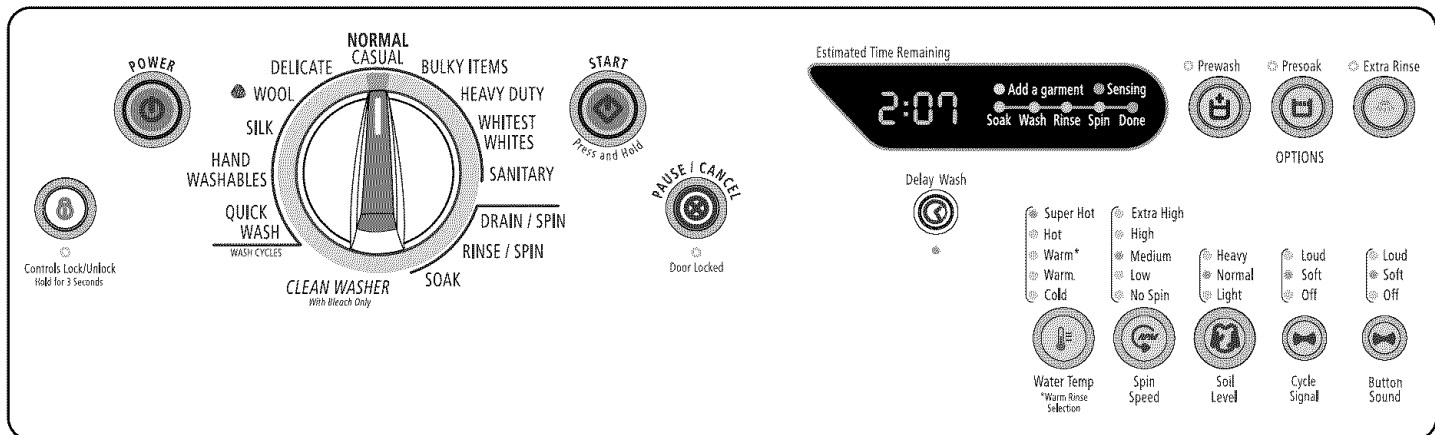 POWER
Controls Lock/Unlock
Hold for 3 Seconds
NORMAL
CASUAL
DELICATE
WOOL
SILK
HAND
WASHABLES
QUICK
WASH
WASH CYCLES
BULKY ITEMS
HEAVY DUTY
WHITEST
WHITES
SANITARY
DRAIN / SPIN
RINSE / SPIN
SOAK
CLEAN WASHER
With Bleach Only
START
Press and Hold
PAUSE / CANCEL
Door Locked
Estimated Time Remaining
2:07
Add a garment Sensing
Soak Wash Rinse Spin Done
Delay Wash
Prewash Presoak Extra Rinse
OPTIONS
Super Hot
Hot
Warm*
Warm.
Cold
Water Temp
*Warm Rinse
Selection
Extra High
High
Medium
Low
No Spin
RPM
Spin
Speed
Heavy
Normal
Light
Soil
Level
Loud
Soft
Off
Cycle
Signal
Loud
Soft
Off
Button
Sound